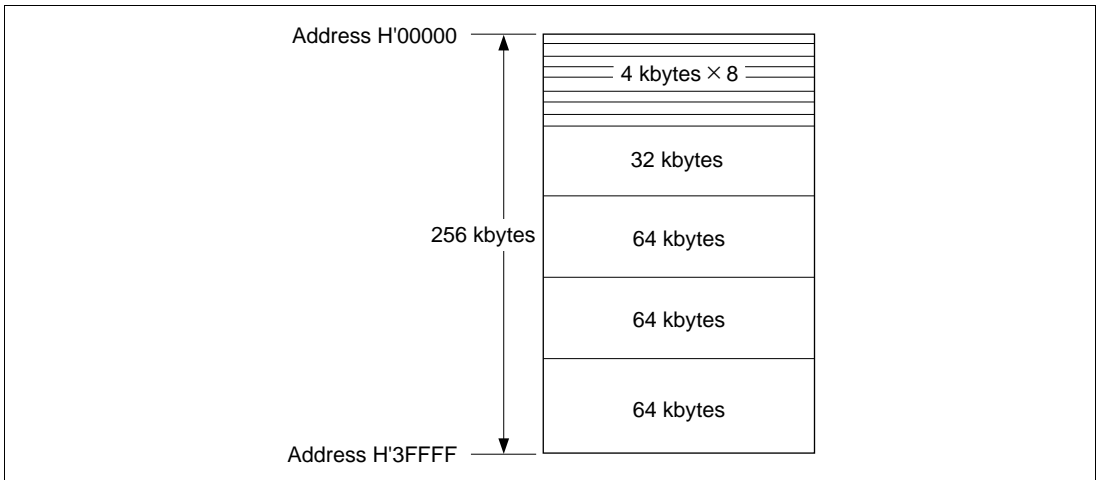 Address H'00000
4 kbytes × 8
32 kbytes
256 kbytes
64 kbytes
64 kbytes
64 kbytes
Address H'3FFFF